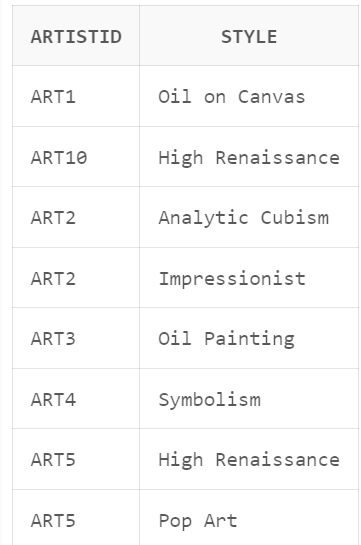 ARTISTID STYLE
ART1 Oil on Canvas
ART10 High Renaissance
ART2 Analytic Cubism
ART2 Impressionist
ART3 Oil Painting
ART4 Symbolism
ART5 High Renaissance
ART5 Pop Art